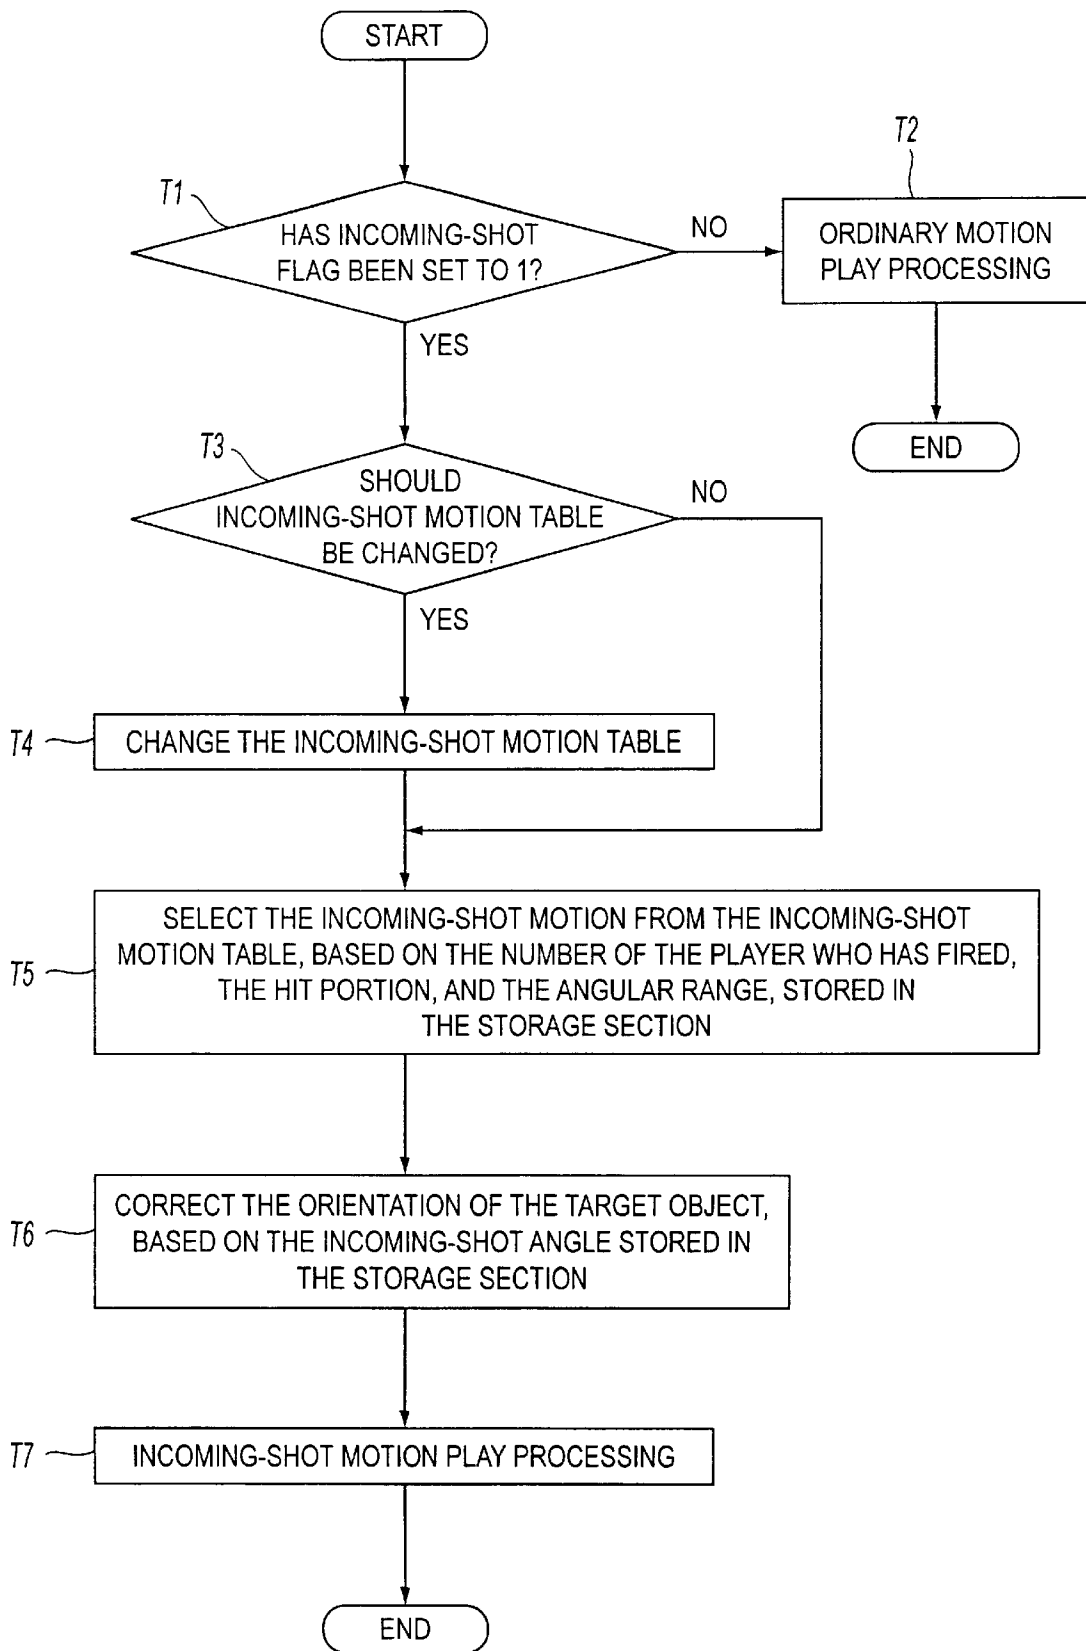 START
T1
HAS INCOMING-SHOT
FLAG BEEN SET TO 1?
NO
T2
ORDINARY MOTION
PLAY PROCESSING
YES
END
T3
SHOULD
INCOMING-SHOT MOTION TABLE
BE CHANGED?
NO
YES
T4
CHANGE THE INCOMING-SHOT MOTION TABLE
T5
SELECT THE INCOMING-SHOT MOTION FROM THE INCOMING-SHOT
MOTION TABLE, BASED ON THE NUMBER OF THE PLAYER WHO HAS FIRED,
THE HIT PORTION, AND THE ANGULAR RANGE, STORED IN
THE STORAGE SECTION
T6
CORRECT THE ORIENTATION OF THE TARGET OBJECT,
BASED ON THE INCOMING-SHOT ANGLE STORED IN
THE STORAGE SECTION
T7
INCOMING-SHOT MOTION PLAY PROCESSING
END